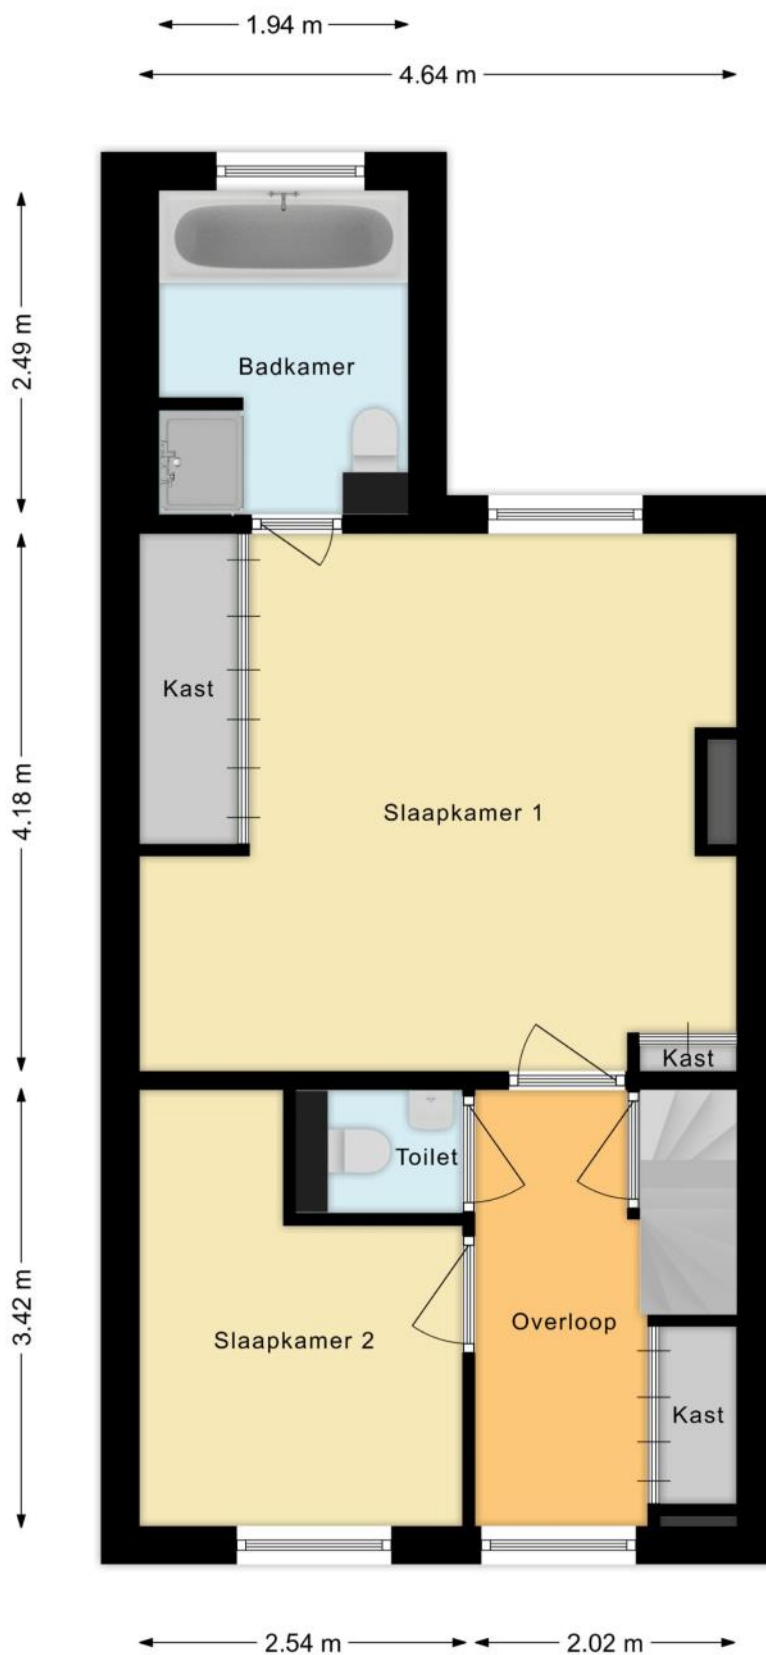 1.94 m
4.64 m
2.49 m
Badkamer
Kast
4.18 m
Slaapkamer 1
Kast
Toilet
3.42 m
Overloop
Slaapkamer 2
Kast
2.54 m
2.02 m